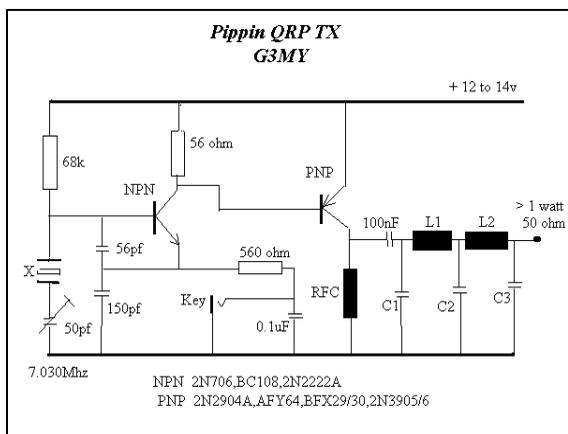 Pippin QRP TX
G3MY
+ 12 to 14v
56 ohm
68k
PNP
NPN
> 1 watt
50 ohm
100nF
L1
L2
56pf
560 ohm
X
RFC
150pf
Key
C1
C2
C3
50pf
0.1uF
7.030Mhz
NPN 2N706,BC108,2N2222A
PNP 2N2904A,AFY64,BFX29/30,2N3905/6